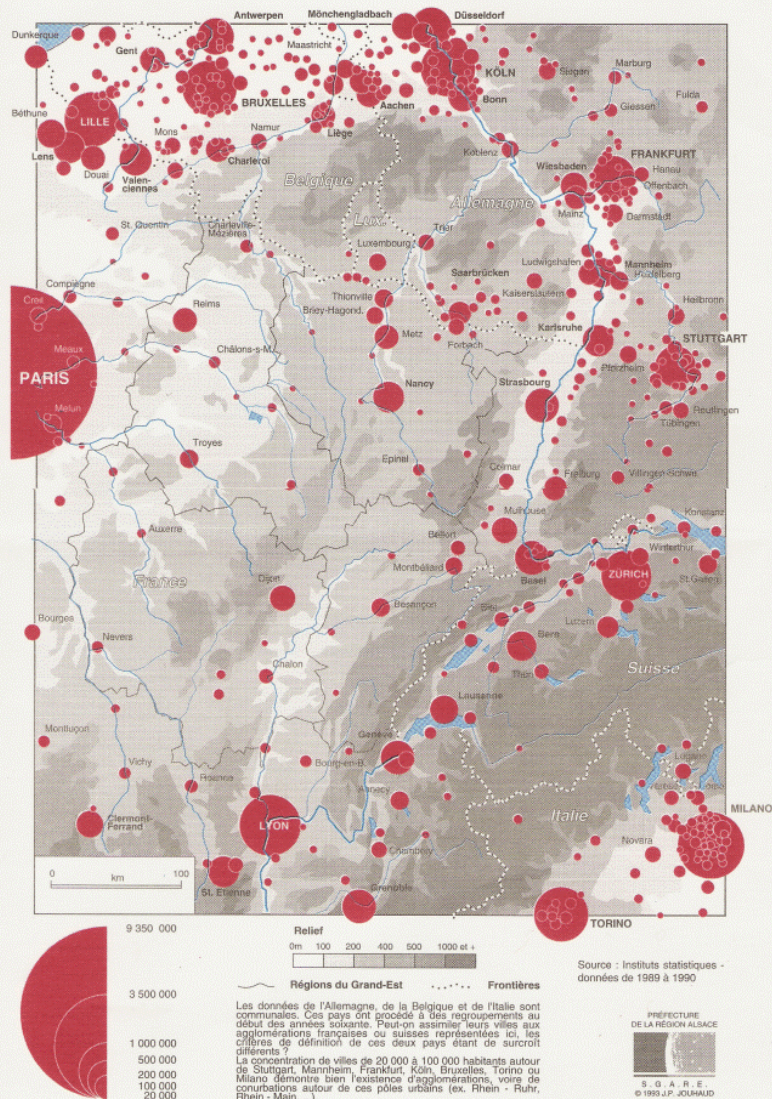 Antwerpen
Mönchengladbach
Düsseldorf
Dunkerque
Gent
Maastricht
KÖLN
Siegen
Marburg
Béthune
BRUXELLES
Aachen
Bonn
Giessen
Fulda
LILLE
Mons
Namur
Liège
Lens
Koblenz
FRANKFURT
Douai
Valen-
ciennes
Charleroi
Wiesbaden
Hanau
Offenbach
Belgique
Allemagne
Mainz
Darmstadt
St. Quentin
Charleville-
Mézières
Lux.
Trier
Luxembourg
Ludwigshafen
Mannheim
Heidelberg
Compiègne
Saarbrücken
Kaiserslautern
Creil
Reims
Thionville
Briey-Hagond.
Heilbronn
Metz
Forbach
Karlsruhe
STUTTGART
Meaux
Châlons-s-M.
PARIS
Pforzheim
Nancy
Strasbourg
Melun
Reutlingen
Tübingen
Troyes
Epinal
Colmar
Freiburg
Villingen-Schwe.
Auxerre
Mulhouse
Konstanz
Belfort
Winterthur
France
Montbéliard
Basel
ZÜRICH
St.Gallen
Dijon
Besançon
Biel
Bourges
Luzern
Nevers
Bern
Chalon
Thun
Suisse
Lausanne
Montluçon
Genève
Vichy
Bourg-en-B.
Lugano
Roanne
Annecy
MILANO
Clermont-
Ferrand
LYON
Italie
Novara
Chambéry
0 100
km
St. Etienne
Grenoble
TORINO
9 350 000
3 500 000
1 000 000
500 000
200 000
100 000
20 000
Relief
0m 100 200 400 500 1000 et +
Régions du Grand-Est
Frontières
Les données de l'Allemagne, de la Belgique et de l'Italie sont
communales. Ces pays ont procédé à des regroupements au
début des années soixante. Peut-on assimiler leurs villes aux
agglomérations françaises ou suisses représentées ici, les
critères de définition de ces deux pays étant de surcroît
différents ?
La concentration de villes de 20 000 à 100 000 habitants autour
de Stuttgart, Mannheim, Frankfurt, Köln, Bruxelles, Torino ou
Milano démontre bien l'existence d'agglomérations, voire de
conurbations autour de ces pôles urbains (ex. Rhein - Ruhr,
Rhein - Main ...)
Source : Instituts statistiques -
données de 1989 à 1990
PRÉFECTURE
DE LA RÉGION ALSACE
S. G. A. R. E.
© 1993 J.P. JOUHAUD